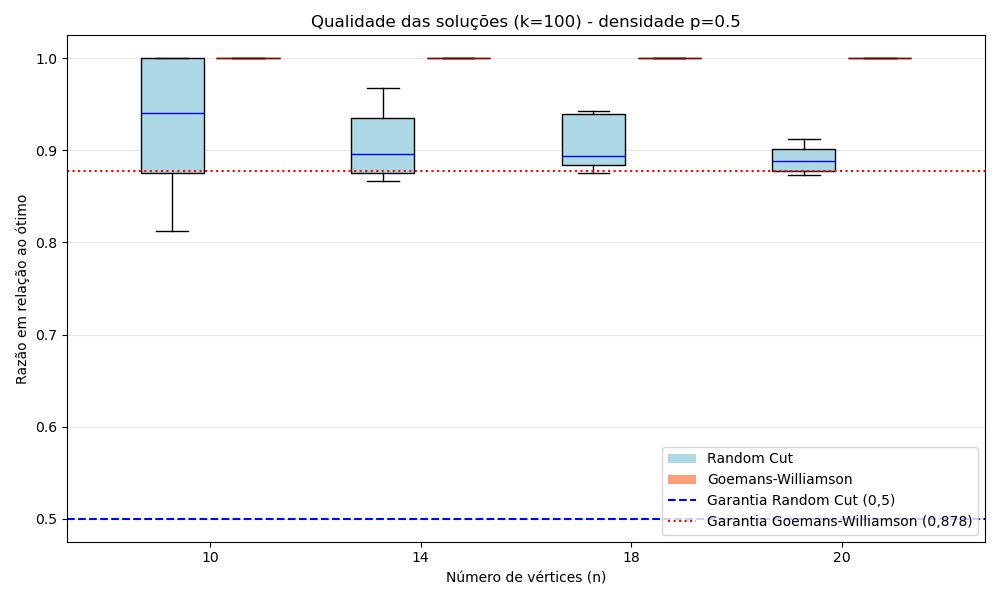 Qualidade das soluções (k=100) - densidade p=0.5
Razão em relação ao ótimo
1.0
0.9
0.8
0.7
0.6
0.5
10
14
18
20
Número de vértices (n)
Random Cut
Goemans-Williamson
Garantia Random Cut (0,5)
Garantia Goemans-Williamson (0,878)